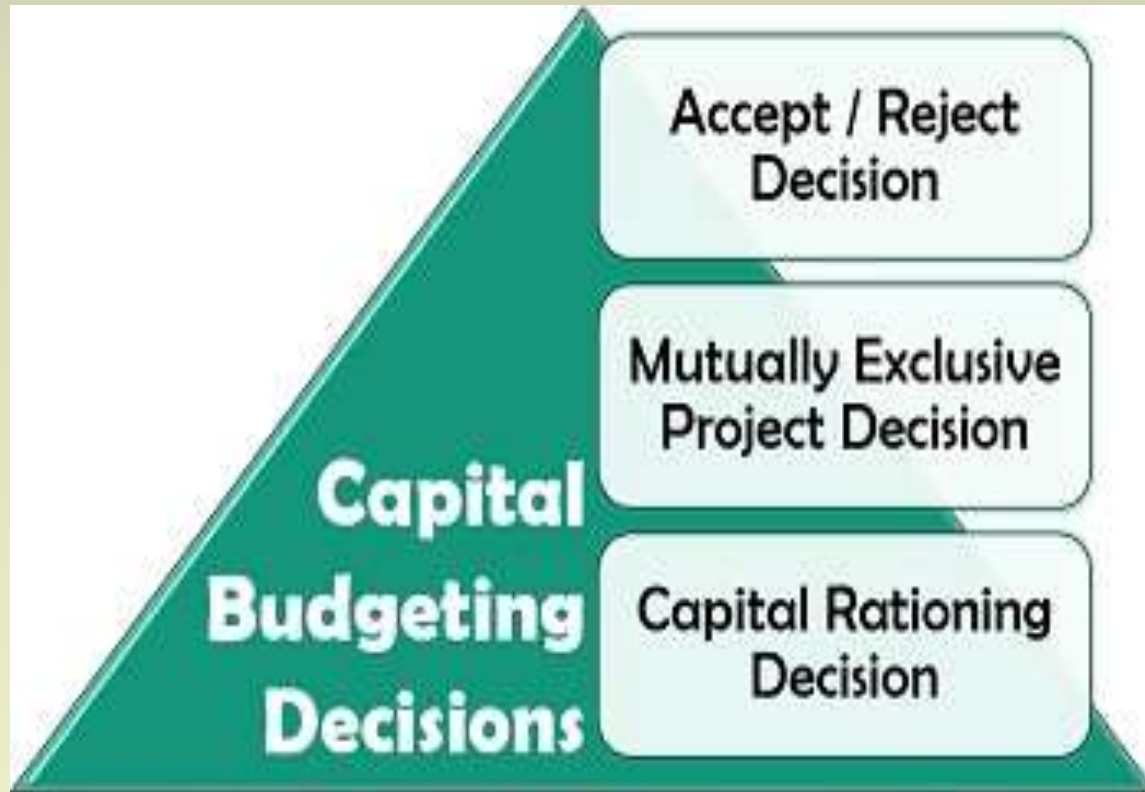 Accept / Reject
Decision
Mutually Exclusive
Project Decision
Capital
Budgeting
Decisions
Capital Rationing
Decision